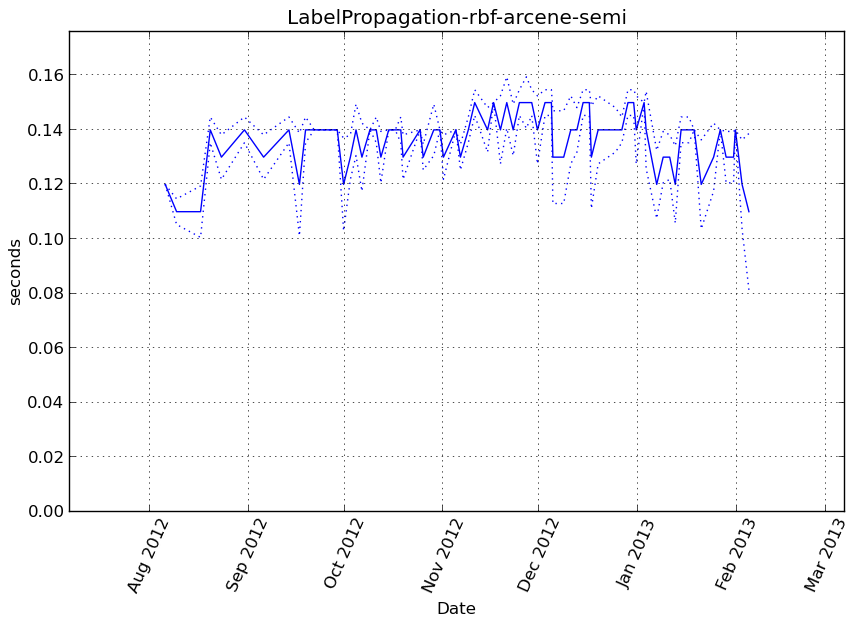 LabelPropagation-rbf-arcene-semi
0.16
0.14
0.12
0.10
0.08
0.06
0.04
0.02
0.00
seconds
Aug 2012
Sep 2012
Oct 2012
Nov 2012
Dec 2012
Jan 2013
Feb 2013
Mar 2013
Date